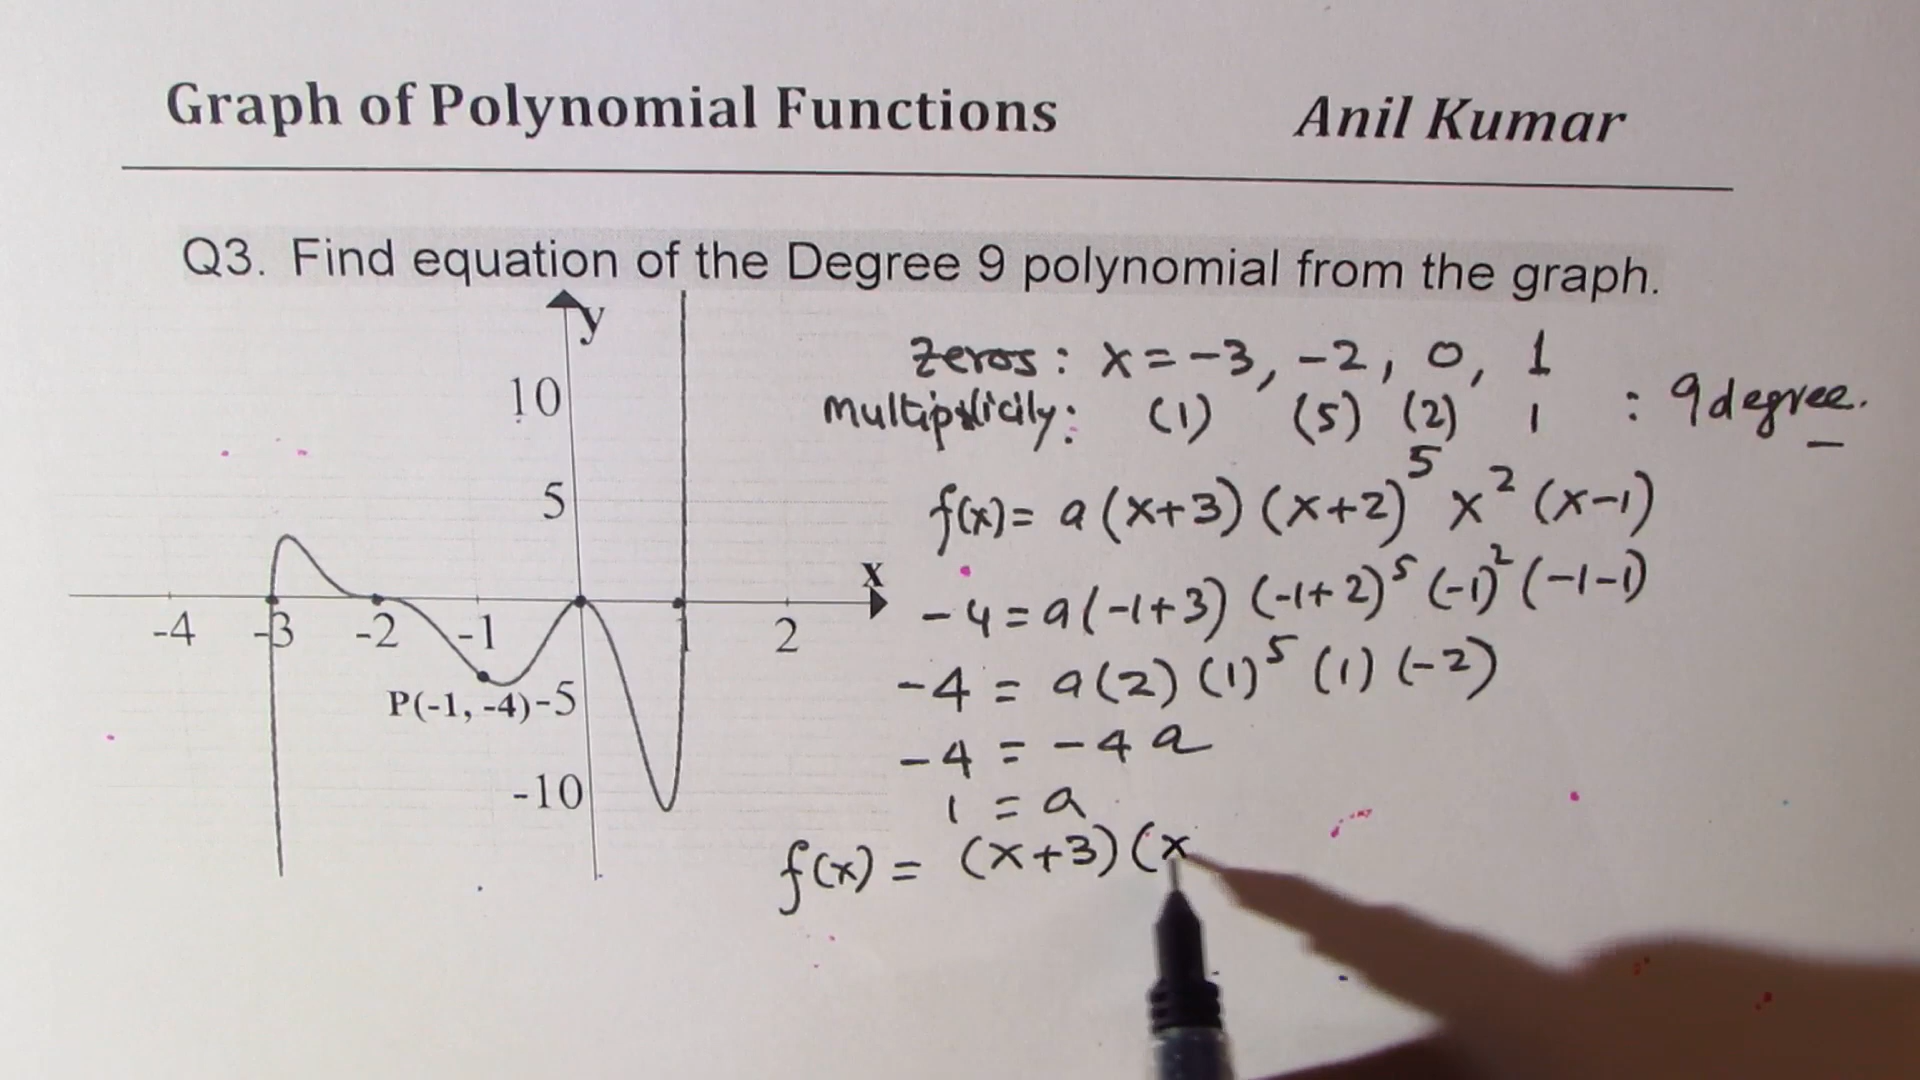 Graph of Polynomial Functions Anil Kumar
Q3. Find equation of the Degree 9 polynomial from the graph.
y
10
5
x
-4 -3 -2 -1 2
P(-1, -4) -5
-10
zeros : x = -3, -2, 0, 1
multiplicity: (1) (5) (2) 1 : 9 degree.
f(x) = a (x+3) (x+2)^5 x^2 (x-1)
-4 = a (-1+3) (-1+2)^5 (-1)^2 (-1-1)
-4 = a (2) (1)^5 (1) (-2)
-4 = -4 a
1 = a
f(x) = (x+3) (x